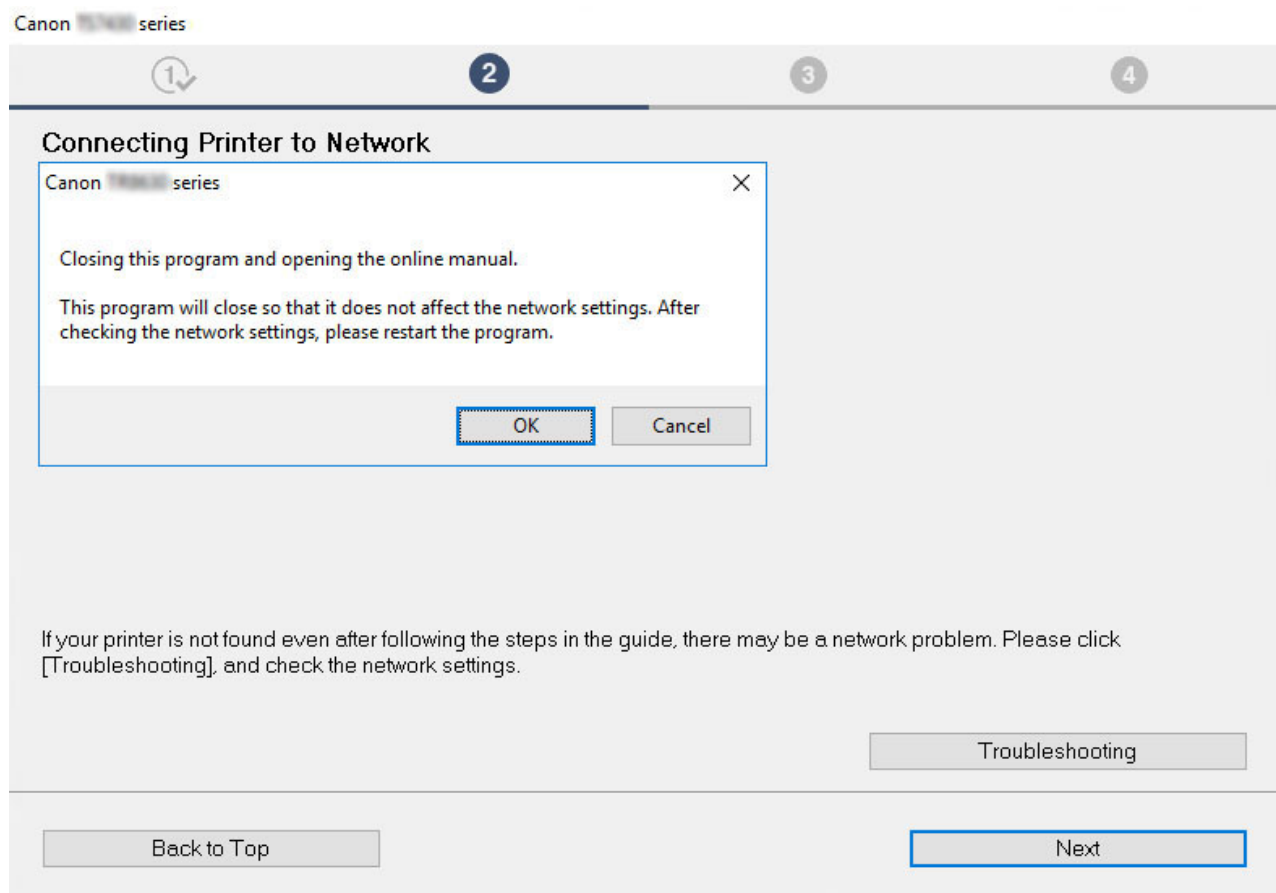 Canon series
1 2 3 4
Connecting Printer to Network
Canon series
Closing this program and opening the online manual.
This program will close so that it does not affect the network settings. After
checking the network settings, please restart the program.
OK Cancel
If your printer is not found even after following the steps in the guide, there may be a network problem. Please click
[Troubleshooting], and check the network settings.
Troubleshooting
Back to Top Next